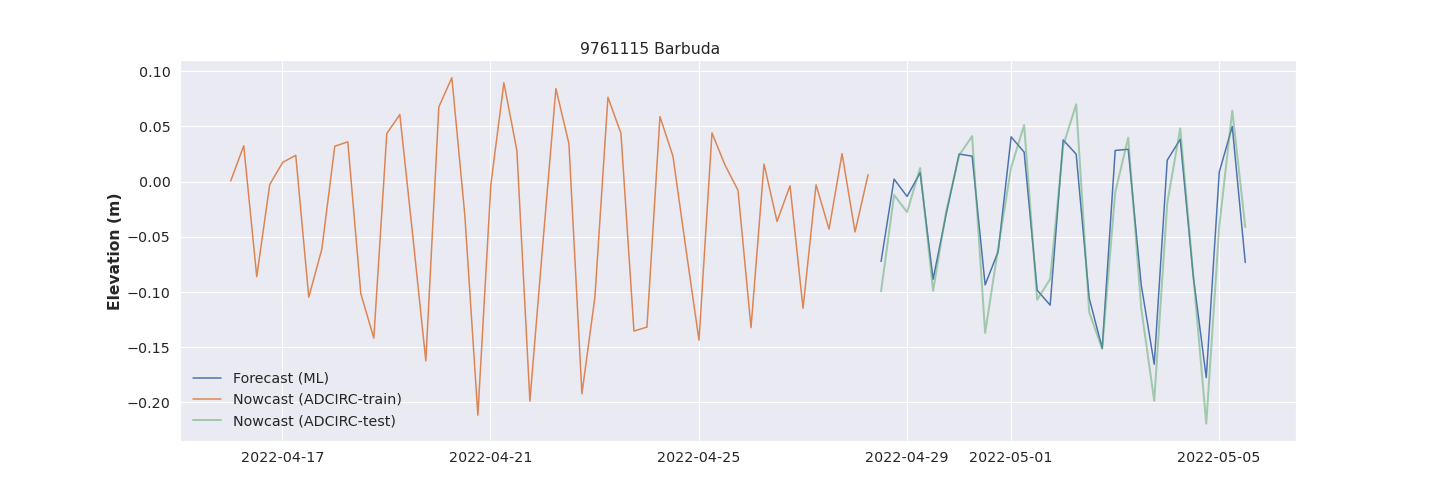 9761115 Barbuda
Elevation (m)
0.10
0.05
0.00
−0.05
−0.10
−0.15
−0.20
Forecast (ML)
Nowcast (ADCIRC-train)
Nowcast (ADCIRC-test)
2022-04-17 2022-04-21 2022-04-25 2022-04-29 2022-05-01 2022-05-05